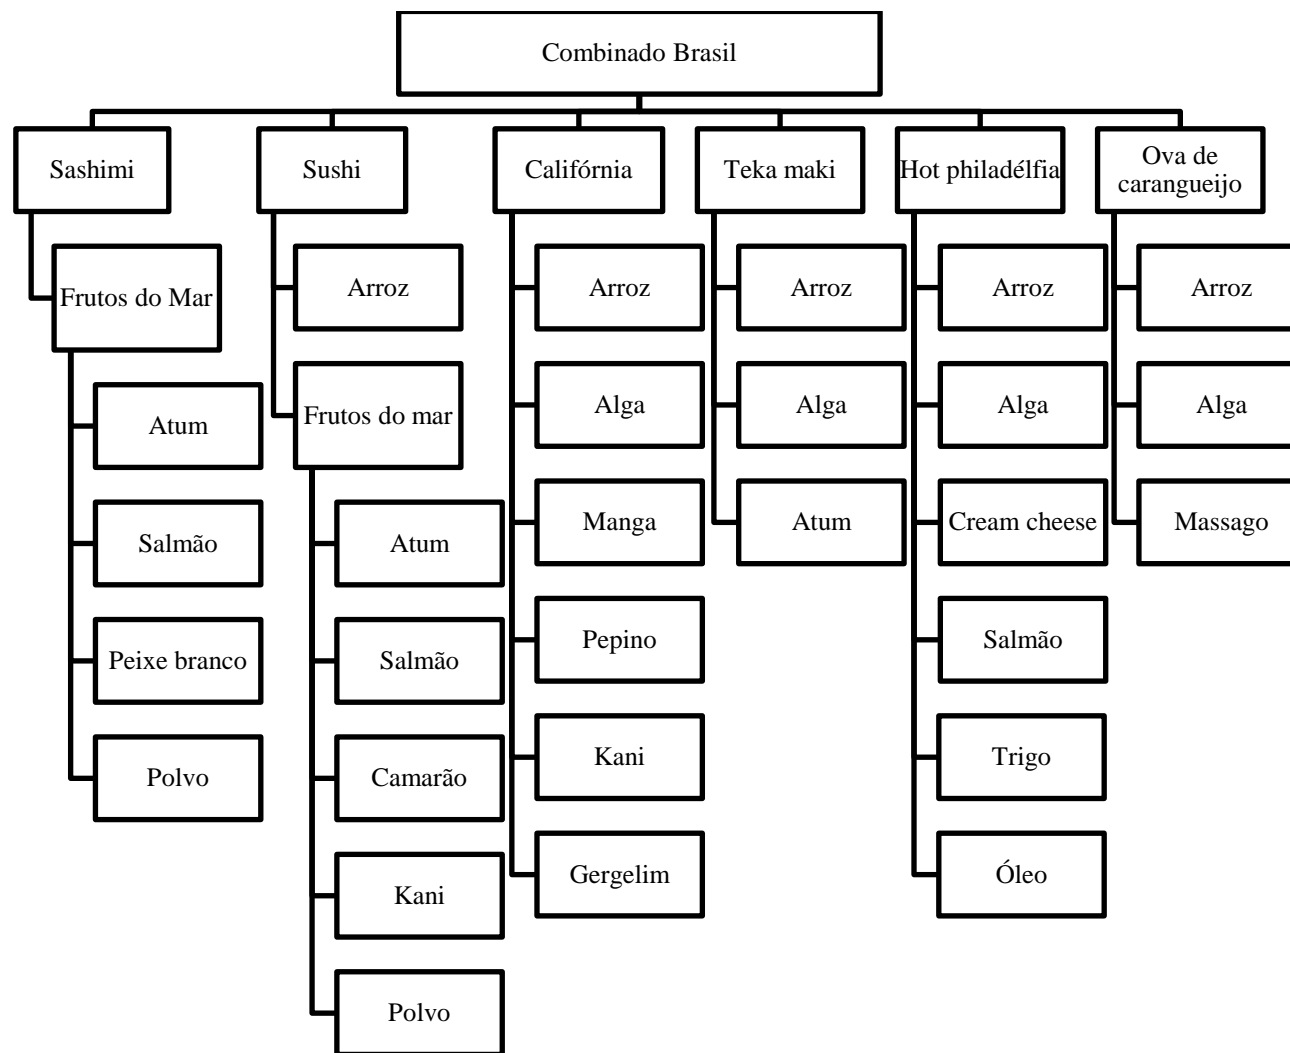 Combinado Brasil
Sashimi
Frutos do Mar
Atum
Salmão
Peixe branco
Polvo
Sushi
Arroz
Frutos do mar
Atum
Salmão
Camarão
Kani
Polvo
Califórnia
Arroz
Alga
Manga
Pepino
Kani
Gergelim
Teka maki
Arroz
Alga
Atum
Hot philadélfia
Arroz
Alga
Cream cheese
Salmão
Trigo
Óleo
Ova de
carangueijo
Arroz
Alga
Massago